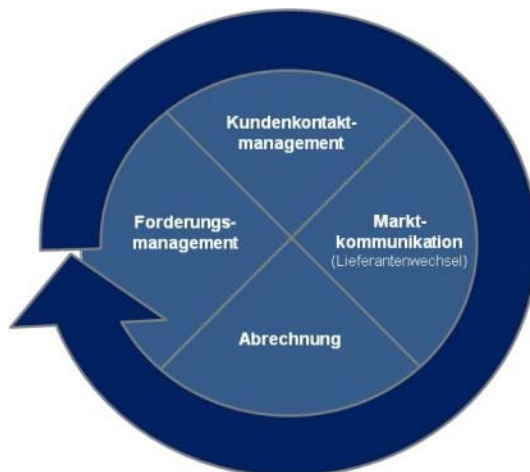 Kundenkontakt-
management
Forderungs-
management
Markt-
kommunikation
(Lieferantenwechsel)
Abrechnung